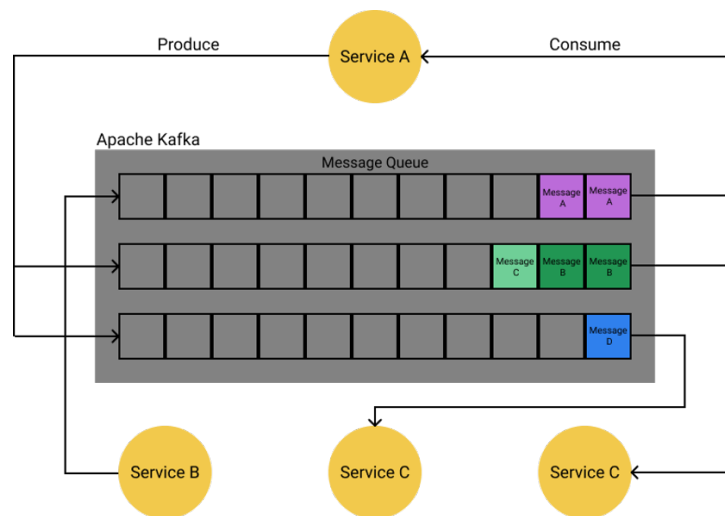 Produce
Service A
Consume
Apache Kafka
Message Queue
Message
A
Message
A
Message
C
Message
B
Message
B
Message
D
Service B
Service C
Service C